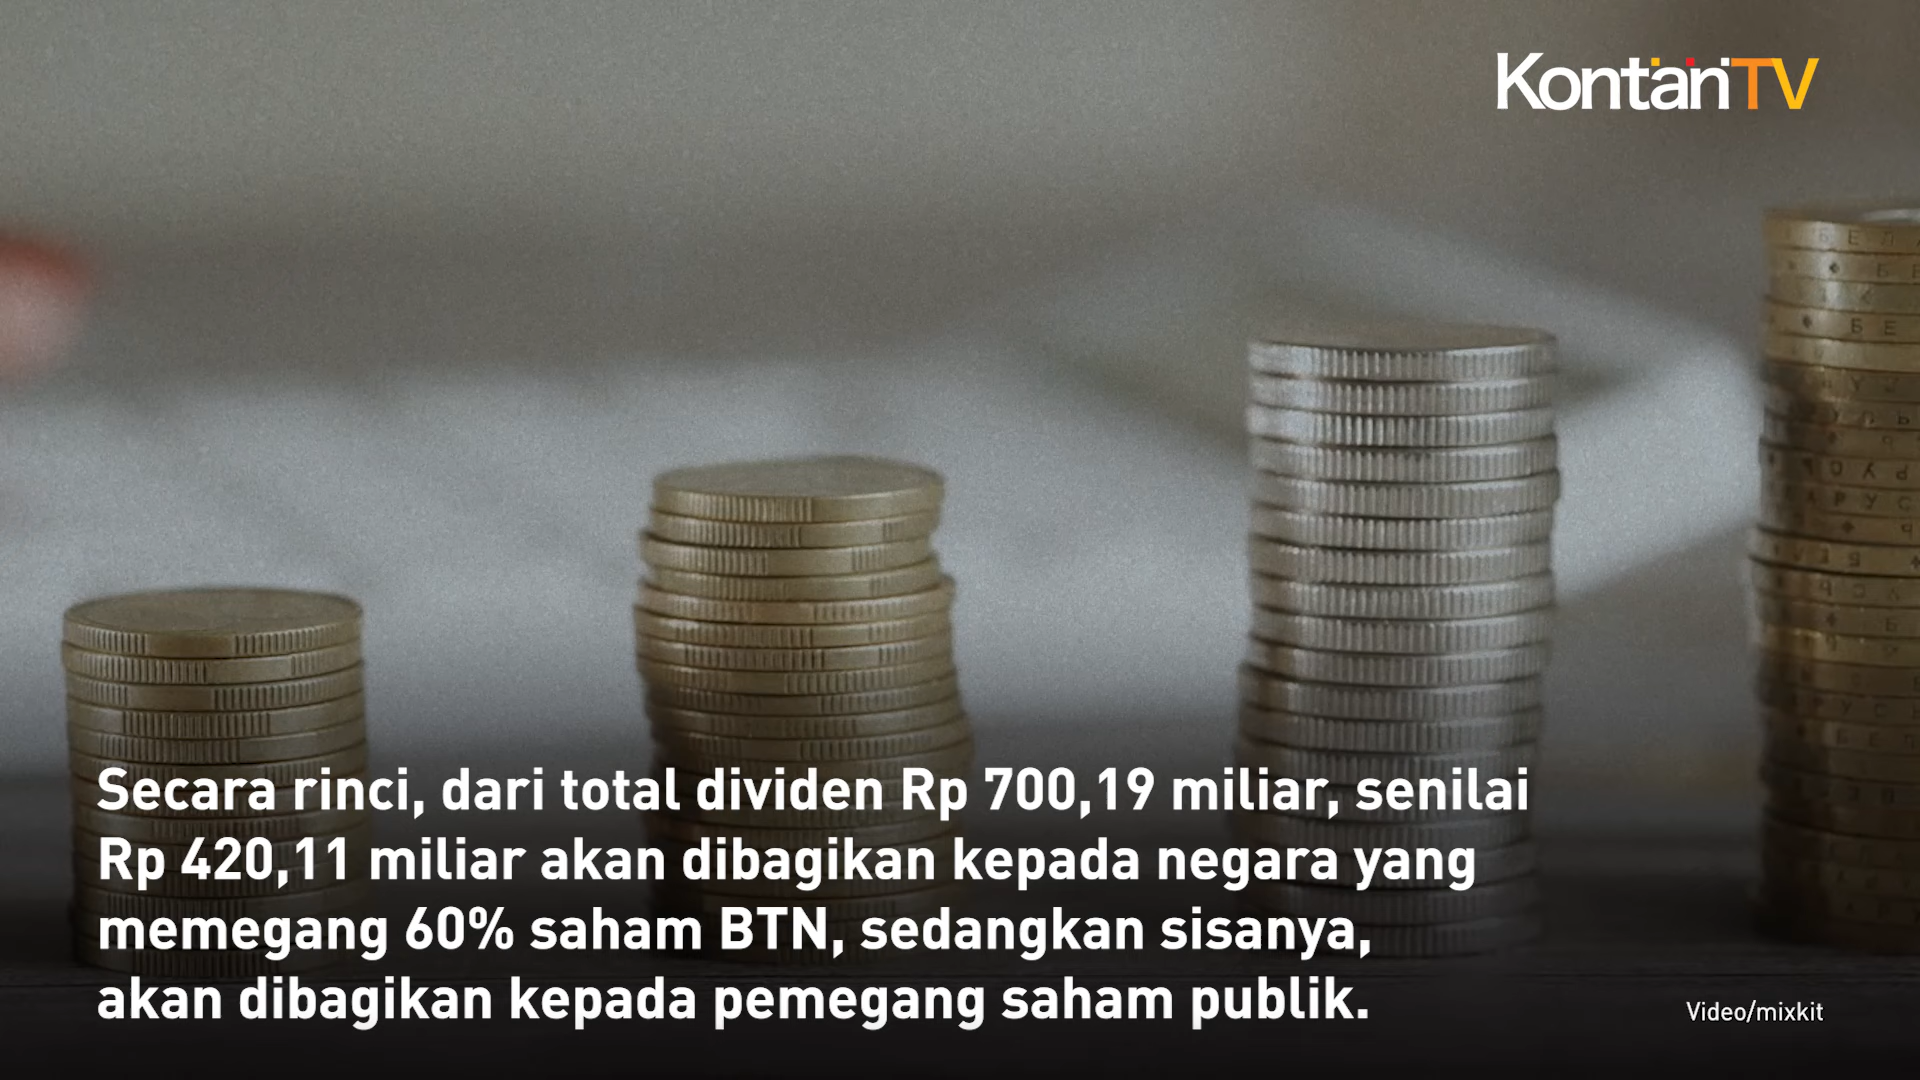 KontanTV
Secara rinci, dari total dividen Rp 700,19 miliar, senilai
Rp 420,11 miliar akan dibagikan kepada negara yang
memegang 60% saham BTN, sedangkan sisanya,
akan dibagikan kepada pemegang saham publik.
Video/mixkit